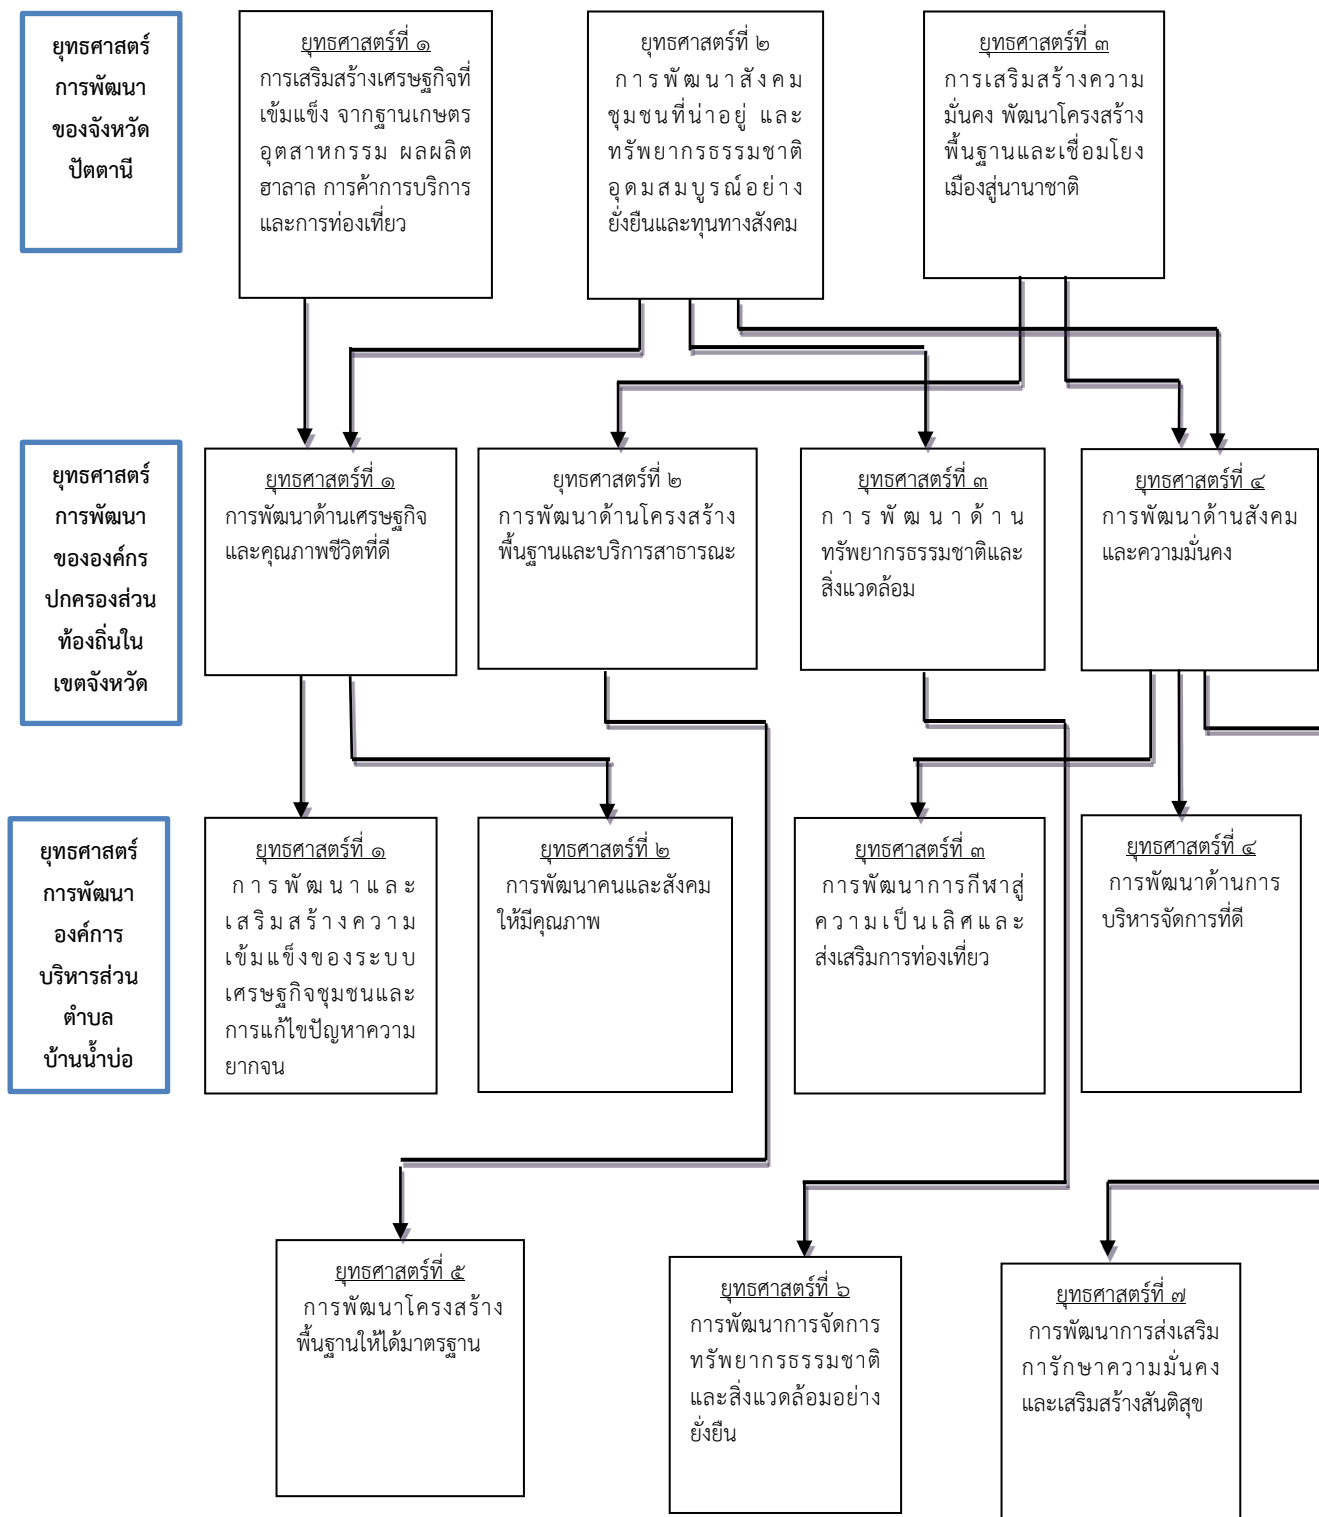 ยุทธศาสตร์
การพัฒนา
ของจังหวัด
ปัตตานี
ยุทธศาสตร์ที่ ๑
การเสริมสร้างเศรษฐกิจที่
เข้มแข็ง จากฐานเกษตร
อุตสาหกรรม ผลผลิต
ฮาลาล การค้าการบริการ
และการท่องเที่ยว
ยุทธศาสตร์ที่ ๒
การพัฒนาสังคม
ชุมชนที่น่าอยู่ และ
ทรัพยากรธรรมชาติ
อุดมสมบูรณ์อย่าง
ยั่งยืนและทุนทางสังคม
ยุทธศาสตร์ที่ ๓
การเสริมสร้างความ
มั่นคง พัฒนาโครงสร้าง
พื้นฐานและเชื่อมโยง
เมืองสู่นานาชาติ
ยุทธศาสตร์
การพัฒนา
ขององค์กร
ปกครองส่วน
ท้องถิ่นใน
เขตจังหวัด
ยุทธศาสตร์ที่ ๑
การพัฒนาด้านเศรษฐกิจ
และคุณภาพชีวิตที่ดี
ยุทธศาสตร์ที่ ๒
การพัฒนาด้านโครงสร้าง
พื้นฐานและบริการสาธารณะ
ยุทธศาสตร์ที่ ๓
การพัฒนาด้าน
ทรัพยากรธรรมชาติและ
สิ่งแวดล้อม
ยุทธศาสตร์ที่ ๔
การพัฒนาด้านสังคม
และความมั่นคง
ยุทธศาสตร์
การพัฒนา
องค์การ
บริหารส่วน
ตำบล
บ้านน้ำบ่อ
ยุทธศาสตร์ที่ ๑
การพัฒนาและ
เสริมสร้างความ
เข้มแข็งของระบบ
เศรษฐกิจชุมชนและ
การแก้ไขปัญหาความ
ยากจน
ยุทธศาสตร์ที่ ๒
การพัฒนาคนและสังคม
ให้มีคุณภาพ
ยุทธศาสตร์ที่ ๓
การพัฒนาการกีฬาสู่
ความเป็นเลิศและ
ส่งเสริมการท่องเที่ยว
ยุทธศาสตร์ที่ ๔
การพัฒนาด้านการ
บริหารจัดการที่ดี
ยุทธศาสตร์ที่ ๕
การพัฒนาโครงสร้าง
พื้นฐานให้ได้มาตรฐาน
ยุทธศาสตร์ที่ ๖
การพัฒนาการจัดการ
ทรัพยากรธรรมชาติ
และสิ่งแวดล้อมอย่าง
ยั่งยืน
ยุทธศาสตร์ที่ ๗
การพัฒนาการส่งเสริม
การักษาความมั่นคง
และเสริมสร้างสันติสุข